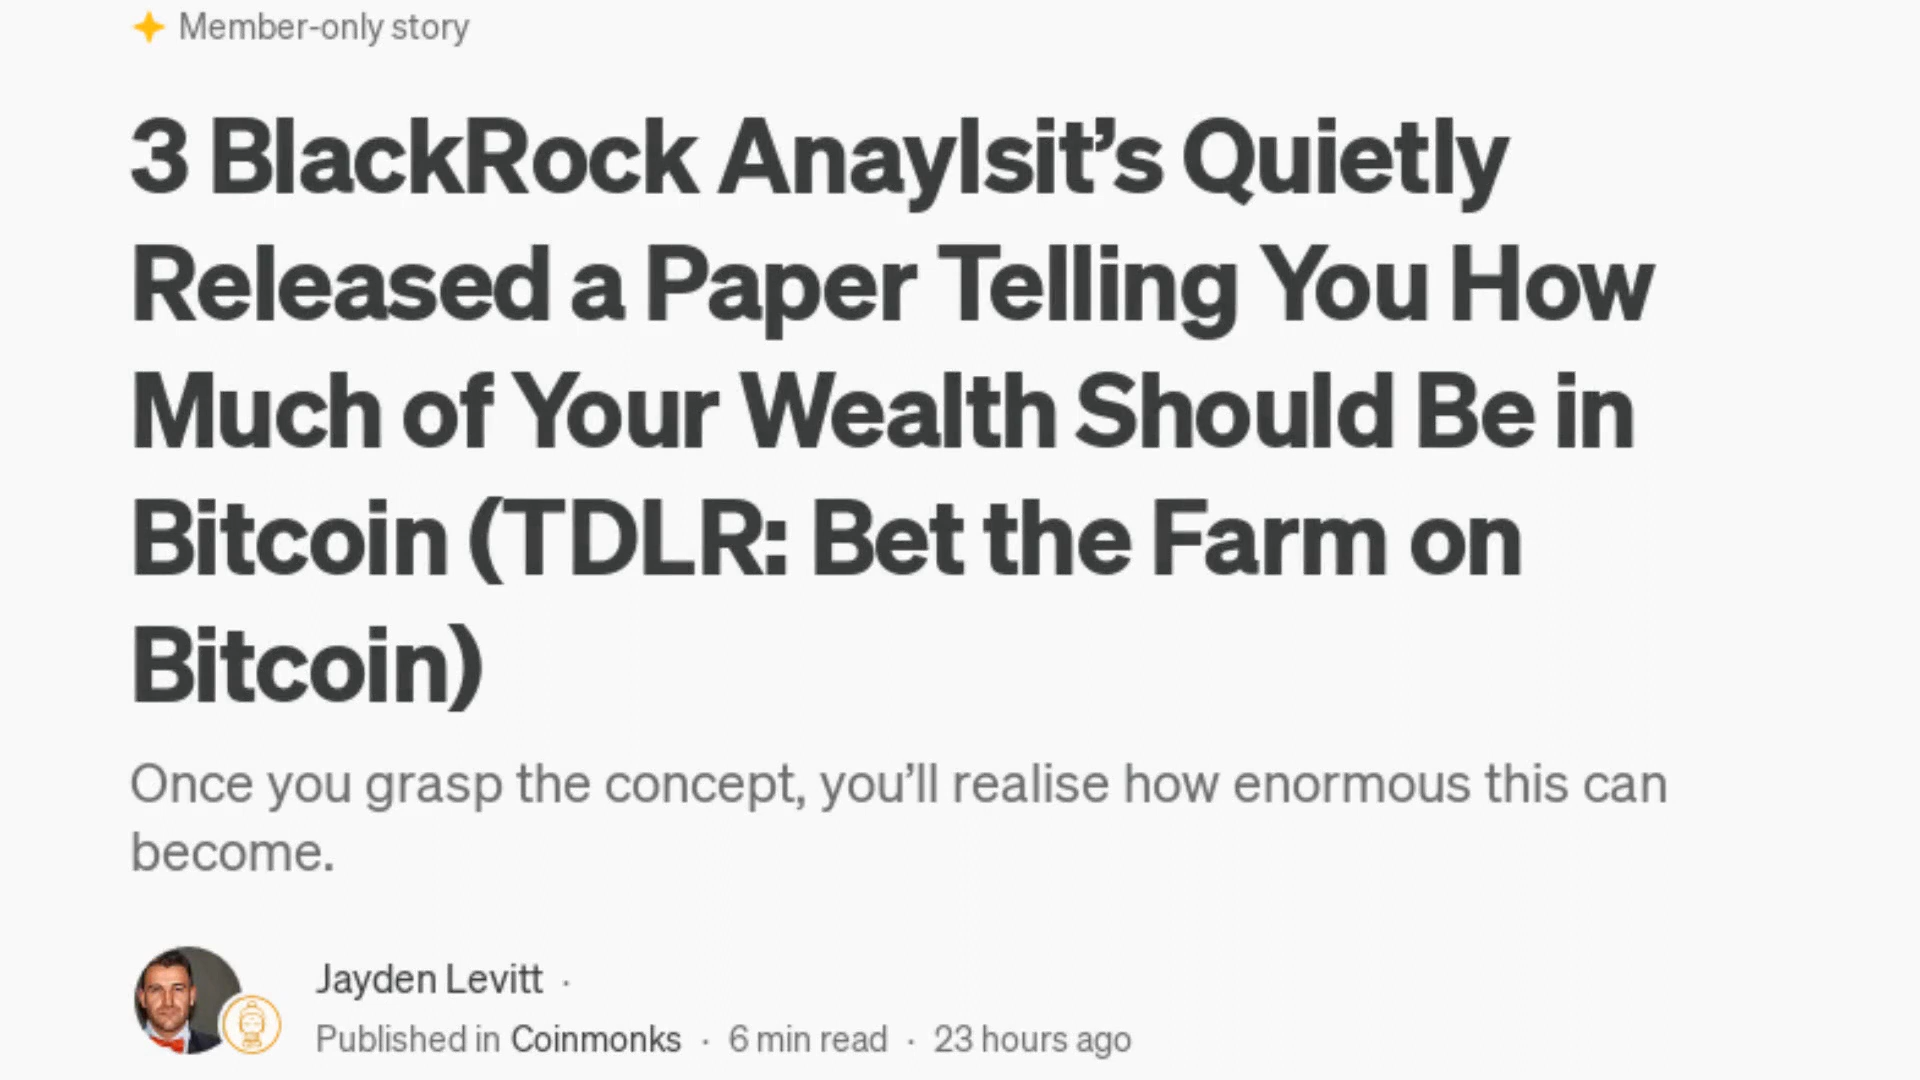 Member-only story
3 BlackRock Anaylsit’s Quietly
Released a Paper Telling You How
Much of Your Wealth Should Be in
Bitcoin (TDLR: Bet the Farm on
Bitcoin)
Once you grasp the concept, you’ll realise how enormous this can
become.
Jayden Levitt ·
Published in Coinmonks · 6 min read · 23 hours ago